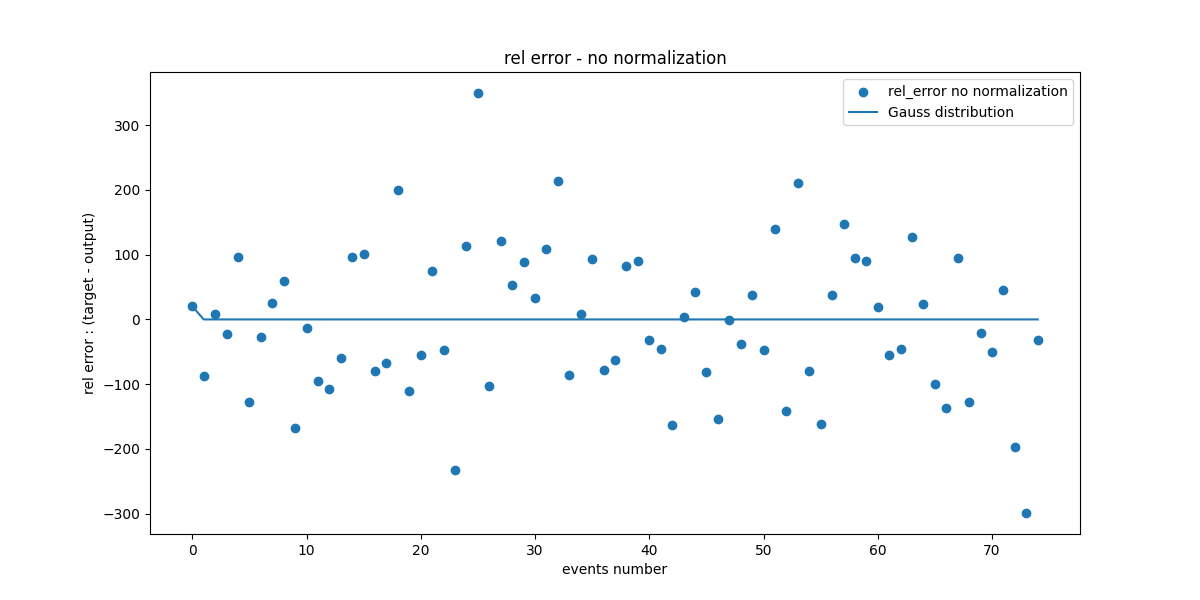 rel error - no normalization
rel_error no normalization
Gauss distribution
rel error : (target - output)
300
200
100
0
−100
−200
−300
0 10 20 30 40 50 60 70
events number